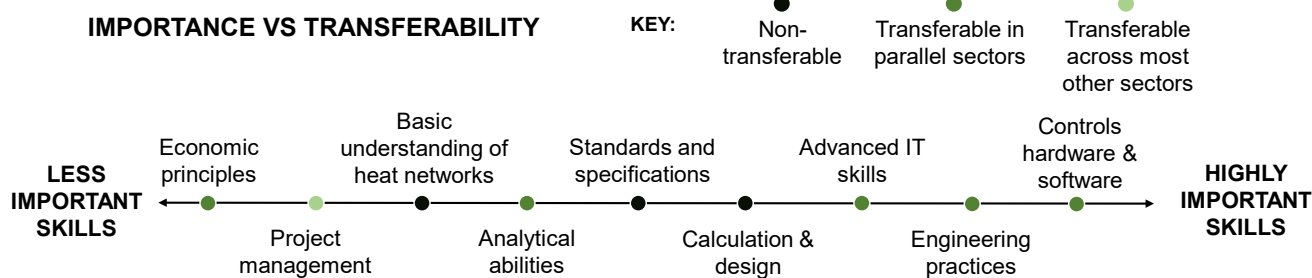 IMPORTANCE VS TRANSFERABILITY
KEY:
Non-
transferable
Transferable in
parallel sectors
Transferable
across most
other sectors
LESS
IMPORTANT
SKILLS
Economic
principles
Project
management
Basic
understanding of
heat networks
Analytical
abilities
Standards and
specifications
Calculation &
design
Advanced IT
skills
Engineering
practices
Controls
hardware &
software
HIGHLY
IMPORTANT
SKILLS